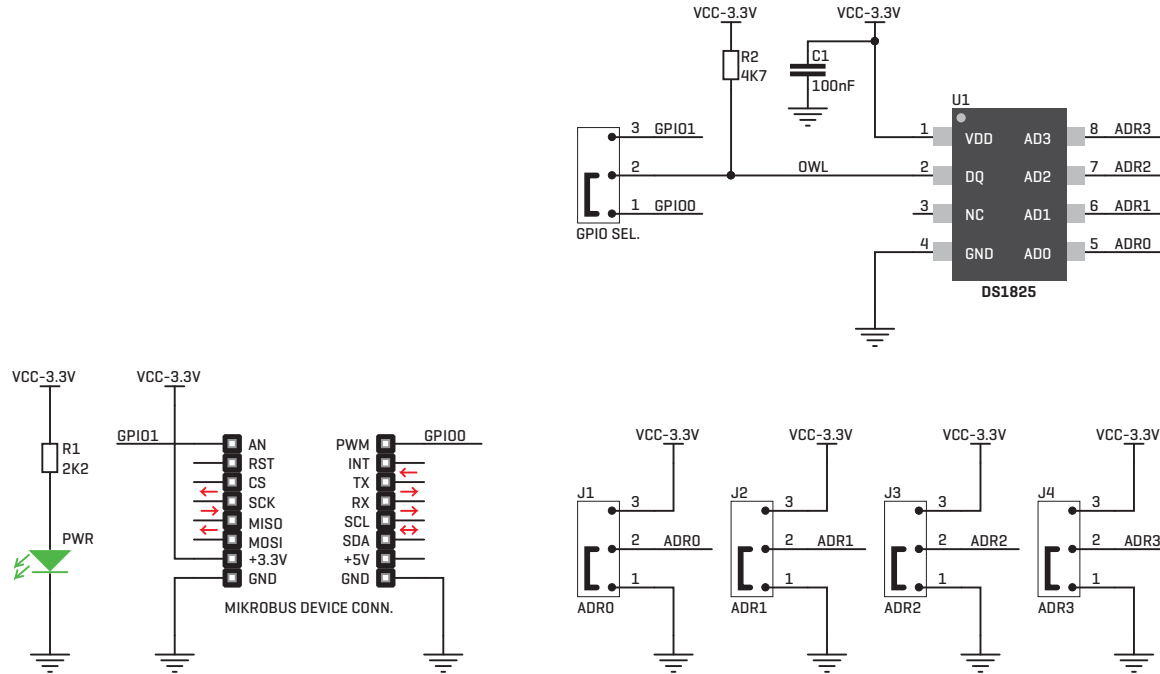 VCC-3.3V VCC-3.3V
R2 C1
4K7 100nF
U1
3 GPIO1 1 VDD AD3 8 ADR3
2 OWL 2 DQ AD2 7 ADR2
1 GPIO0 3 NC AD1 6 ADR1
GPIO SEL. 4 GND AD0 5 ADR0
DS1825
VCC-3.3V VCC-3.3V
R1
2K2
PWR
GPIO1 AN PWM GPIO0
RST INT
CS TX
SCK RX
MISO SCL
MOSI SDA
+3.3V +5V
GND GND
MIKROBUS DEVICE CONN.
VCC-3.3V VCC-3.3V VCC-3.3V VCC-3.3V
J1 J2 J3 J4
3 3 3 3
2 ADR0 2 ADR1 2 ADR2 2 ADR3
1 1 1 1
ADR0 ADR1 ADR2 ADR3